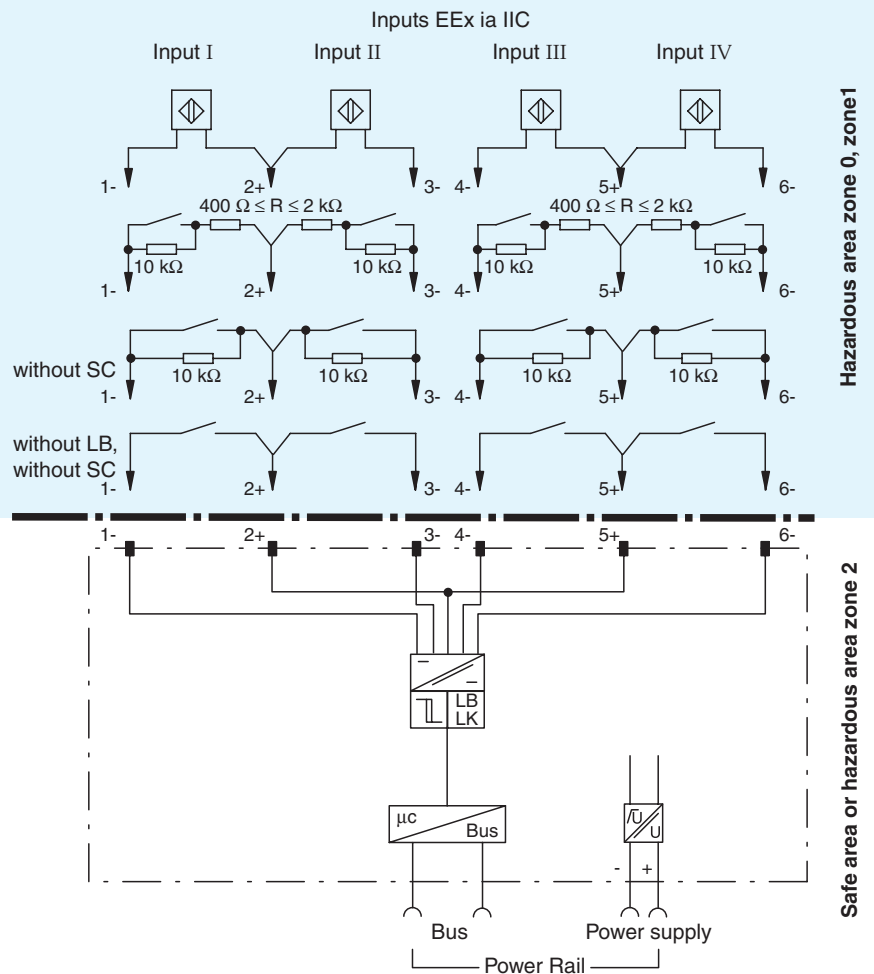 Inputs EEx ia IIC
Input I Input II Input III Input IV
1- 2+ 3- 4- 5+ 6-
400 Ω ≤ R ≤ 2 kΩ 400 Ω ≤ R ≤ 2 kΩ
10 kΩ 10 kΩ 10 kΩ 10 kΩ
1- 2+ 3- 4- 5+ 6-
without SC
10 kΩ 10 kΩ 10 kΩ 10 kΩ
1- 2+ 3- 4- 5+ 6-
without LB,
without SC
1- 2+ 3- 4- 5+ 6-
Hazardous area zone 0, zone1
1- 2+ 3- 4- 5+ 6-
LB
LK
µc
Bus
U
U
- +
Bus Power supply
Power Rail
Safe area or hazardous area zone 2